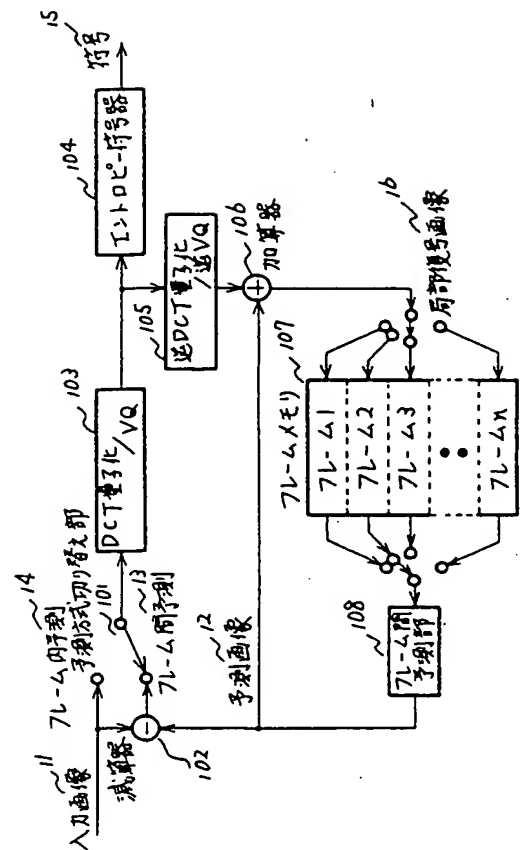 11
入力画像
14
フレーム内予測
予測方式切り替え部
101
13
フレーム間予測
減算器
102
103
DCT量子化
/VQ
104
エントロピー符号器
15
符号
105
逆DCT量子化
/逆VQ
106
加算器
12
予測画像
107
フレームメモリ
フレーム1
フレーム2
フレーム3
フレームn
16
局部復号画像
108
フレーム間
予測部